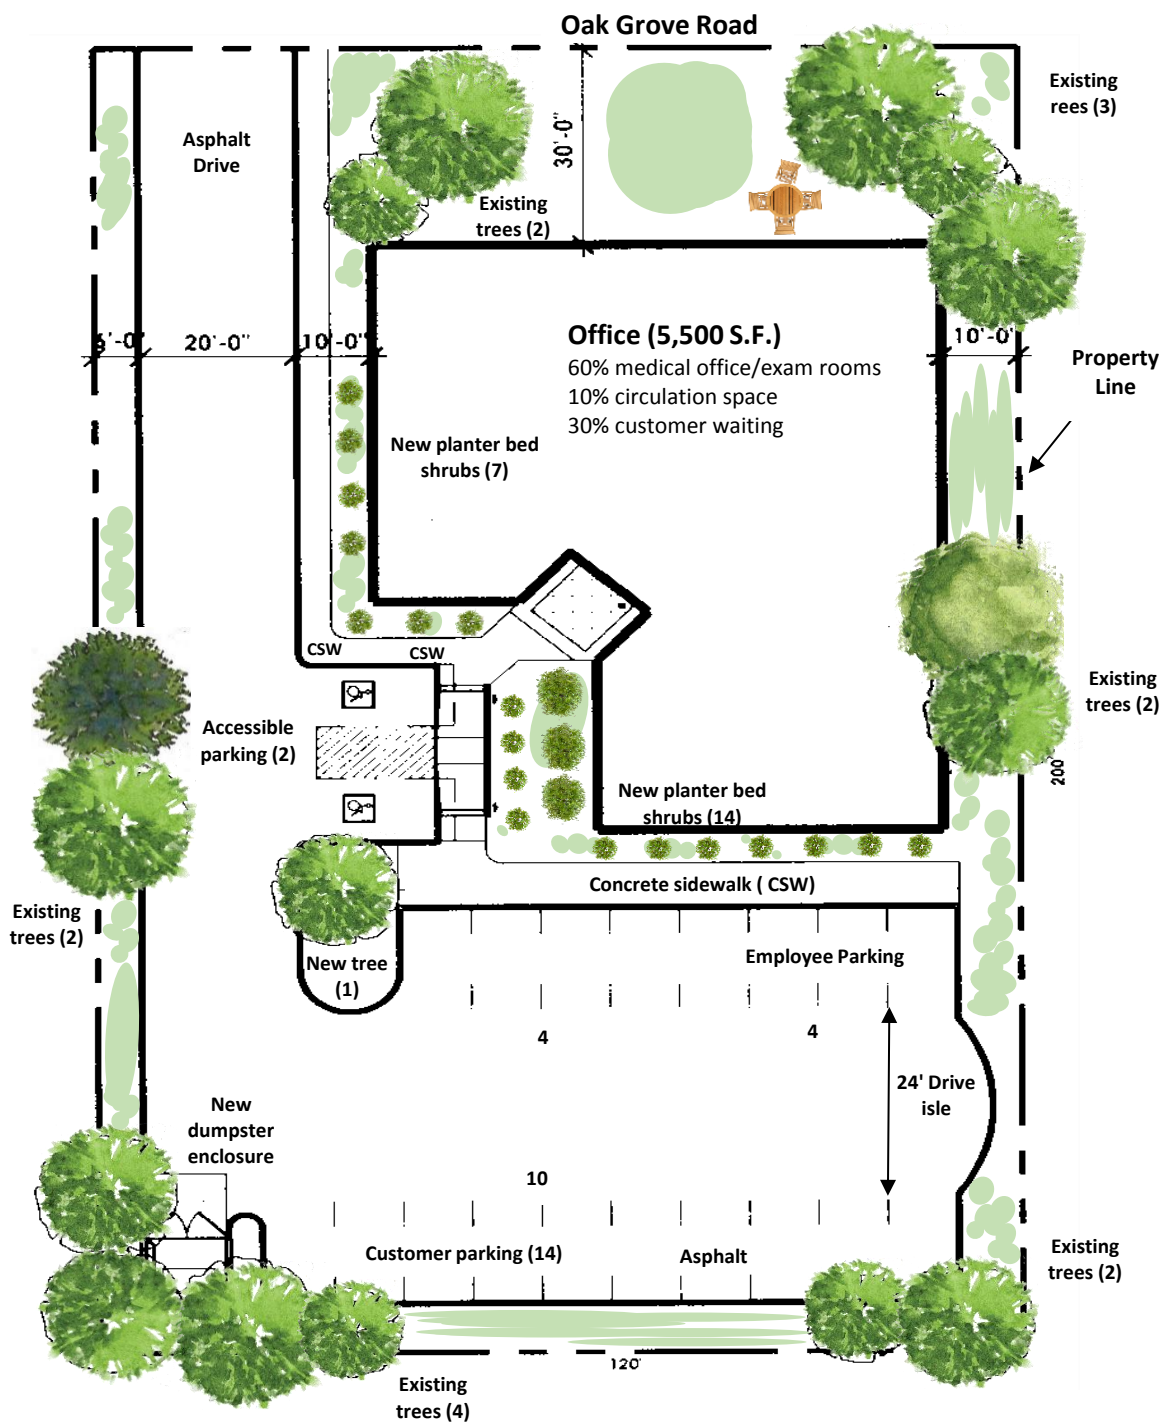 Oak Grove Road
Existing
rees (3)
Asphalt
Drive
30'-0"
Existing
trees (2)
Office (5,500 S.F.)
60% medical office/exam rooms
10% circulation space
30% customer waiting
20'-0"
10'-0"
10'-0"
Property
Line
New planter bed
shrubs (7)
CSW
CSW
Accessible
parking (2)
Existing
trees (2)
200'
New planter bed
shrubs (14)
Concrete sidewalk ( CSW)
Existing
trees (2)
New tree
(1)
Employee Parking
4
4
24' Drive
isle
New
dumpster
enclosure
10
Customer parking (14)
Asphalt
Existing
trees (2)
120'
Existing
trees (4)